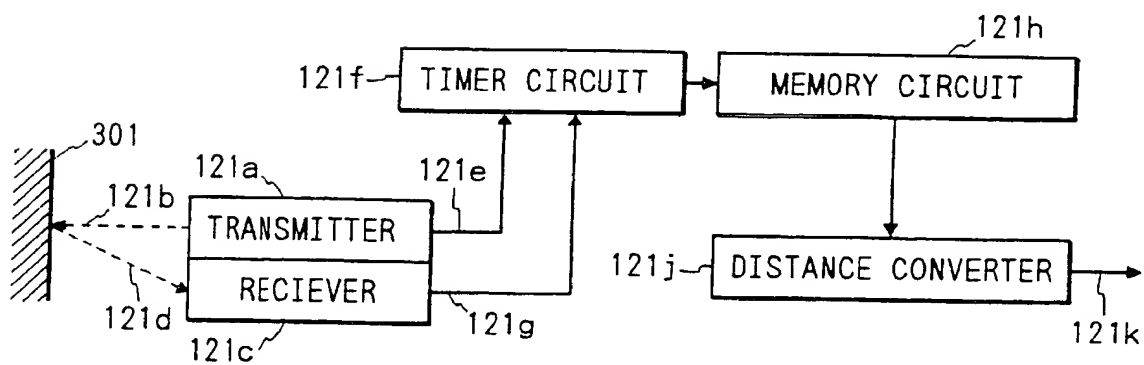 121h
121f
TIMER CIRCUIT
MEMORY CIRCUIT
301
121a
121e
121b
TRANSMITTER
121j
DISTANCE CONVERTER
RECIEVER
121d
121g
121k
121c